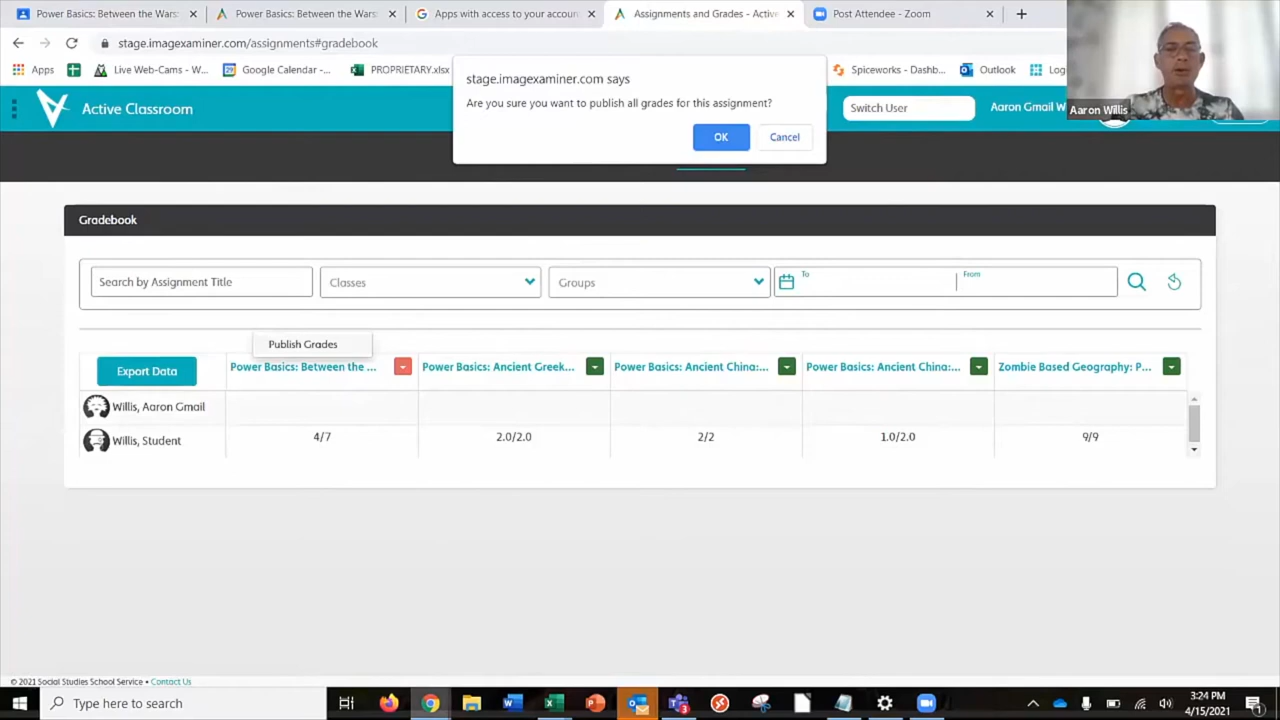 Power Basics: Between the Wars:
Power Basics: Between the Wars:
Apps with access to your accoun
Assignments and Grades - Active
Post Attendee - Zoom
stage.imagexaminer.com/assignments#gradebook
Apps
Live Web-Cams - W...
Google Calendar -...
PROPRIETARY.xlsx
Spiceworks - Dashb...
Outlook
Log
stage.imagexaminer.com says
Are you sure you want to publish all grades for this assignment?
OK
Cancel
Active Classroom
Switch User
Aaron Gmail W
Aaron Willis
Gradebook
Search by Assignment Title
Classes
Groups
To
From
Publish Grades
Export Data
Power Basics: Between the ...
Power Basics: Ancient Greek...
Power Basics: Ancient China:...
Power Basics: Ancient China:...
Zombie Based Geography: P...
Willis, Aaron Gmail
Willis, Student
4/7
2.0/2.0
2/2
1.0/2.0
9/9
© 2021 Social Studies School Service • Contact Us
Type here to search
3:24 PM
4/15/2021